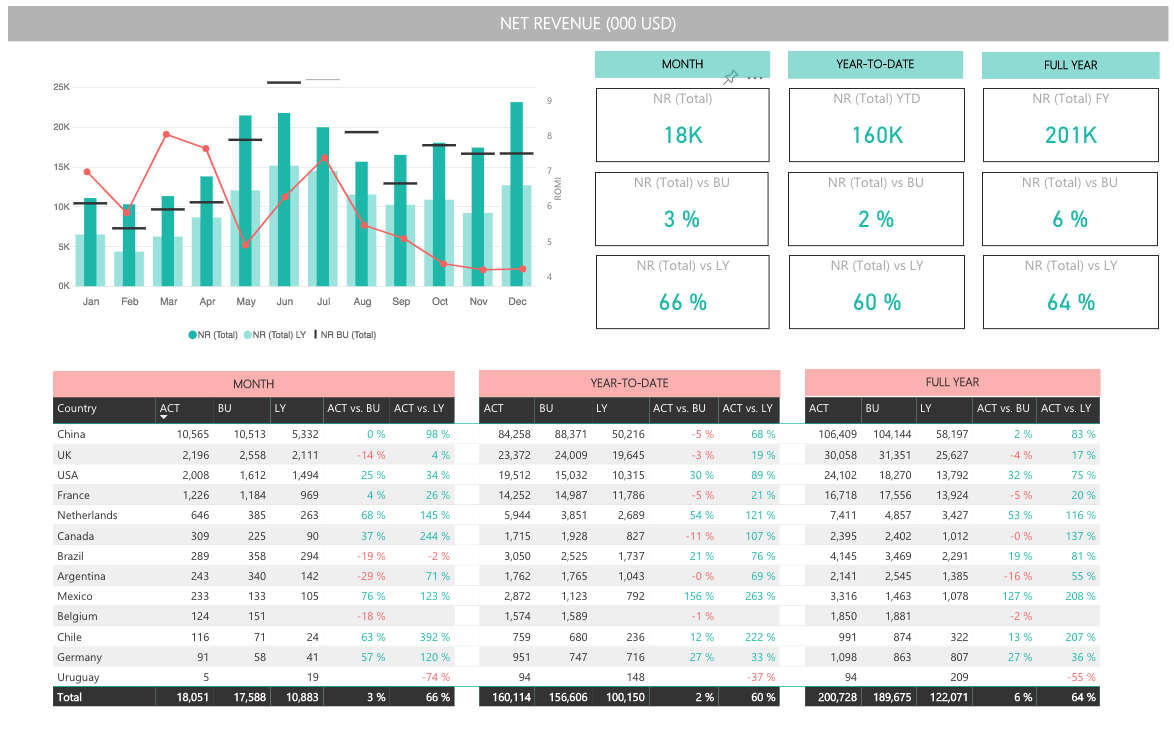 NET REVENUE (000 USD)
25K
20K
15K
10K
5K
0K
9
8
7
6
5
4
ROMI
Jan Feb Mar Apr May Jun Jul Aug Sep Oct Nov Dec
NR (Total) NR (Total) LY NR BU (Total)
MONTH YEAR-TO-DATE FULL YEAR
NR (Total) NR (Total) YTD NR (Total) FY
18K 160K 201K
NR (Total) vs BU NR (Total) vs BU NR (Total) vs BU
3 % 2 % 6 %
NR (Total) vs LY NR (Total) vs LY NR (Total) vs LY
66 % 60 % 64 %
MONTH YEAR-TO-DATE FULL YEAR
Country ACT BU LY ACT vs. BU ACT vs. LY ACT BU LY ACT vs. BU ACT vs. LY ACT BU LY ACT vs. BU ACT vs. LY
China 10,565 10,513 5,332 0 % 98 % 84,258 88,371 50,216 -5 % 68 % 106,409 104,144 58,197 2 % 83 %
UK 2,196 2,558 2,111 -14 % 4 % 23,372 24,009 19,645 -3 % 19 % 30,058 31,351 25,627 -4 % 17 %
USA 2,008 1,612 1,494 25 % 34 % 19,512 15,032 10,315 30 % 89 % 24,102 18,270 13,792 32 % 75 %
France 1,226 1,184 969 4 % 26 % 14,252 14,987 11,786 -5 % 21 % 16,718 17,556 13,924 -5 % 20 %
Netherlands 646 385 263 68 % 145 % 5,944 3,851 2,689 54 % 121 % 7,411 4,857 3,427 53 % 116 %
Canada 309 225 90 37 % 244 % 1,715 1,928 827 -11 % 107 % 2,395 2,402 1,012 -0 % 137 %
Brazil 289 358 294 -19 % -2 % 3,050 2,525 1,737 21 % 76 % 4,145 3,469 2,291 19 % 81 %
Argentina 243 340 142 -29 % 71 % 1,762 1,765 1,043 -0 % 69 % 2,141 2,545 1,385 -16 % 55 %
Mexico 233 133 105 76 % 123 % 2,872 1,123 792 156 % 263 % 3,316 1,463 1,078 127 % 208 %
Belgium 124 151 -18 % 1,574 1,589 -1 % 1,850 1,881 -2 %
Chile 116 71 24 63 % 392 % 759 680 236 12 % 222 % 991 874 322 13 % 207 %
Germany 91 58 41 57 % 120 % 951 747 716 27 % 33 % 1,098 863 807 27 % 36 %
Uruguay 5 19 -74 % 94 148 -37 % 94 209 -55 %
Total 18,051 17,588 10,883 3 % 66 % 160,114 156,606 100,150 2 % 60 % 200,728 189,675 122,071 6 % 64 %